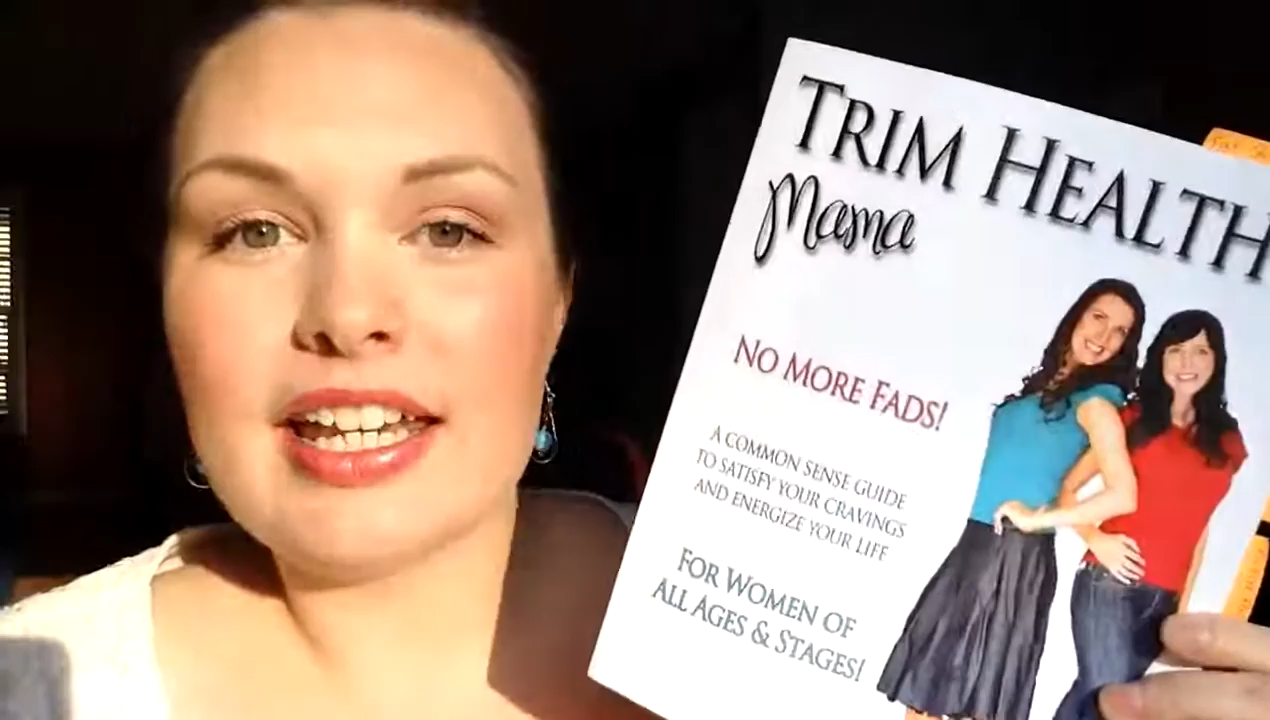 TRIM HEALTH
Mama
NO MORE FADS!
A COMMON SENSE GUIDE
TO SATISFY YOUR CRAVINGS
AND ENERGIZE YOUR LIFE
FOR WOMEN OF
ALL AGES & STAGES!